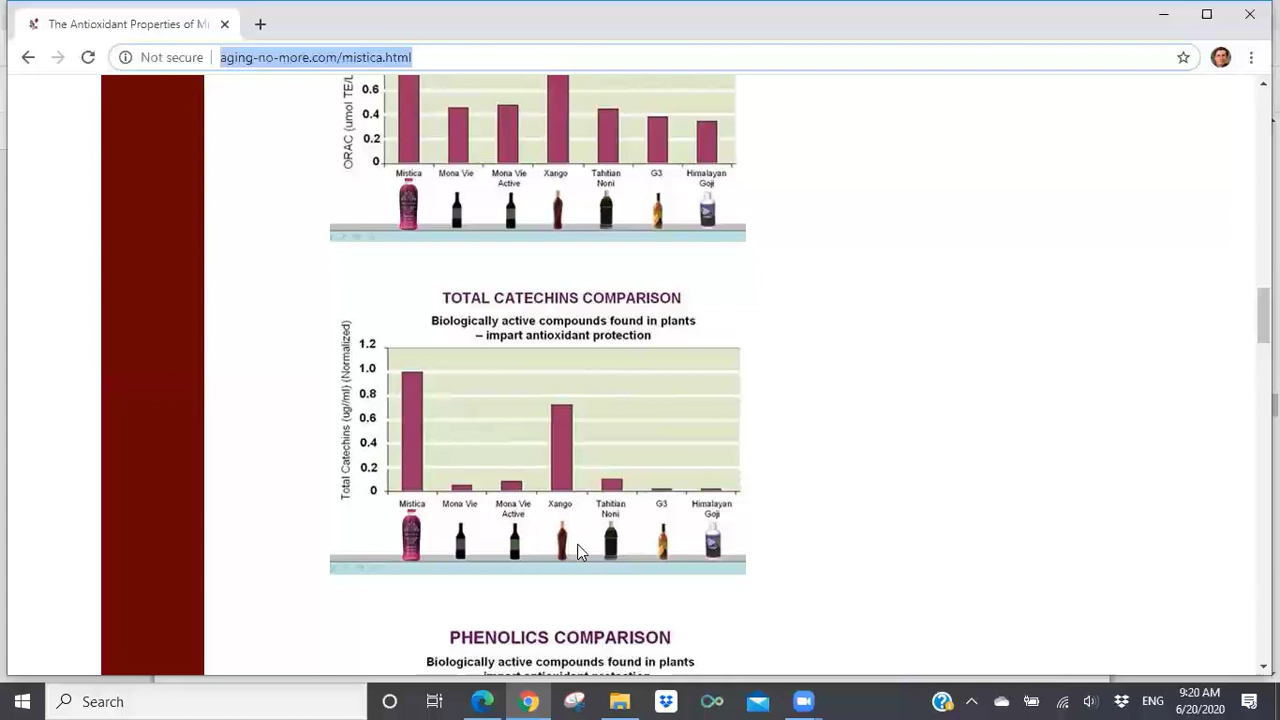 The Antioxidant Properties of M
Not secure
aging-no-more.com/mistica.html
ORAC (umol TE/L
0.6
0.4
0.2
0
Mistica
Mona Vie
Mona Vie
Active
Xango
Tahitian
Noni
G3
Himalayan
Goji
TOTAL CATECHINS COMPARISON
Biologically active compounds found in plants
– impart antioxidant protection
Total Catechins (ug//ml) (Normalized)
1.2
1.0
0.8
0.6
0.4
0.2
0
Mistica
Mona Vie
Mona Vie
Active
Xango
Tahitian
Noni
G3
Himalayan
Goji
PHENOLICS COMPARISON
Biologically active compounds found in plants
impart antioxidant protection
Search
ENG
9:20 AM
6/20/2020